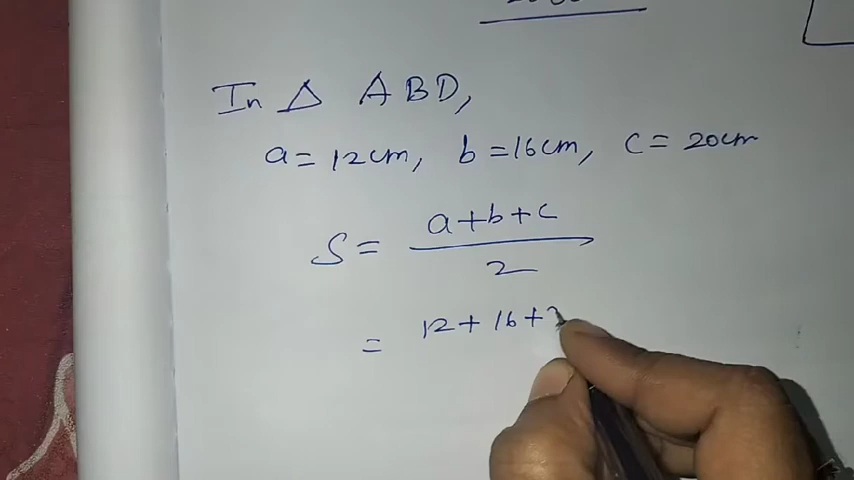 In △ ABD,
a = 12cm, b = 16cm, c = 20cm
S = a+b+c
2
= 12 + 16 +